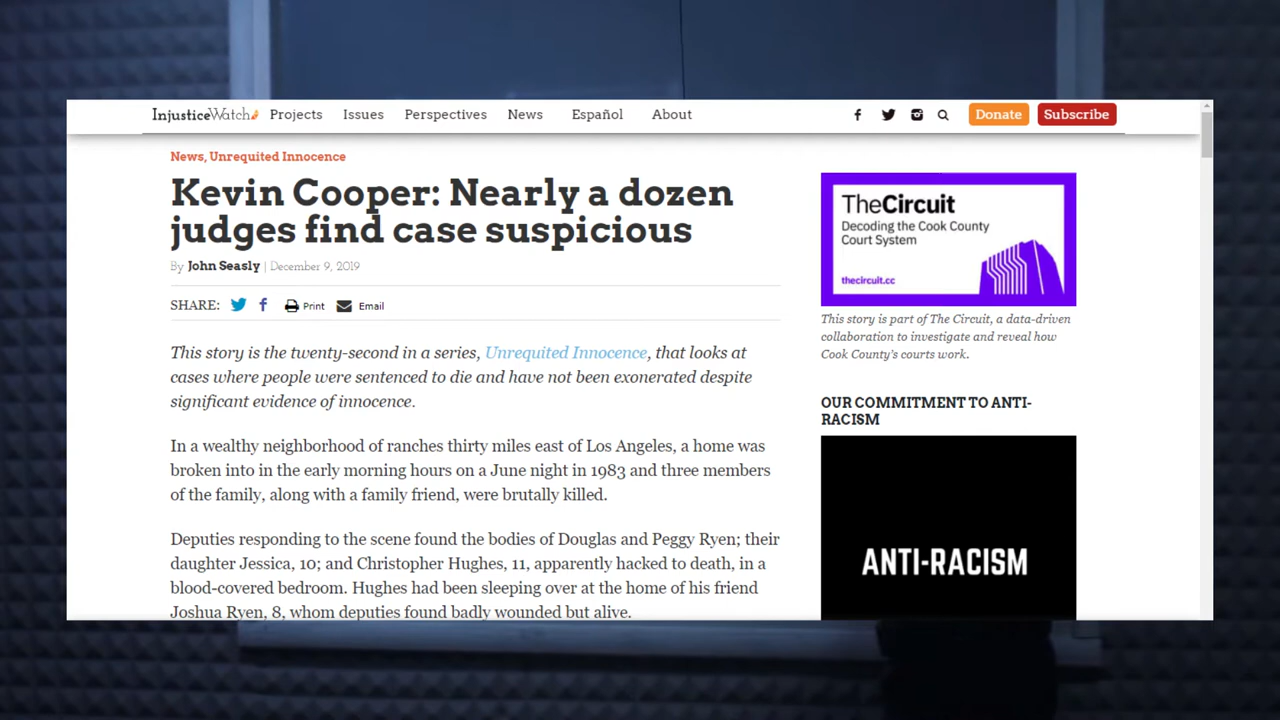 InjusticeWatch Projects Issues Perspectives News Español About Donate Subscribe
News, Unrequited Innocence
Kevin Cooper: Nearly a dozen
judges find case suspicious
By John Seasly | December 9, 2019
SHARE: Print Email
This story is the twenty-second in a series, Unrequited Innocence, that looks at
cases where people were sentenced to die and have not been exonerated despite
significant evidence of innocence.
In a wealthy neighborhood of ranches thirty miles east of Los Angeles, a home was
broken into in the early morning hours on a June night in 1983 and three members
of the family, along with a family friend, were brutally killed.
Deputies responding to the scene found the bodies of Douglas and Peggy Ryen; their
daughter Jessica, 10; and Christopher Hughes, 11, apparently hacked to death, in a
blood-covered bedroom. Hughes had been sleeping over at the home of his friend
Joshua Ryen, 8, whom deputies found badly wounded but alive.
TheCircuit
Decoding the Cook County
Court System
thecircuit.cc
This story is part of The Circuit, a data-driven
collaboration to investigate and reveal how
Cook County's courts work.
OUR COMMITMENT TO ANTI-
RACISM
ANTI-RACISM